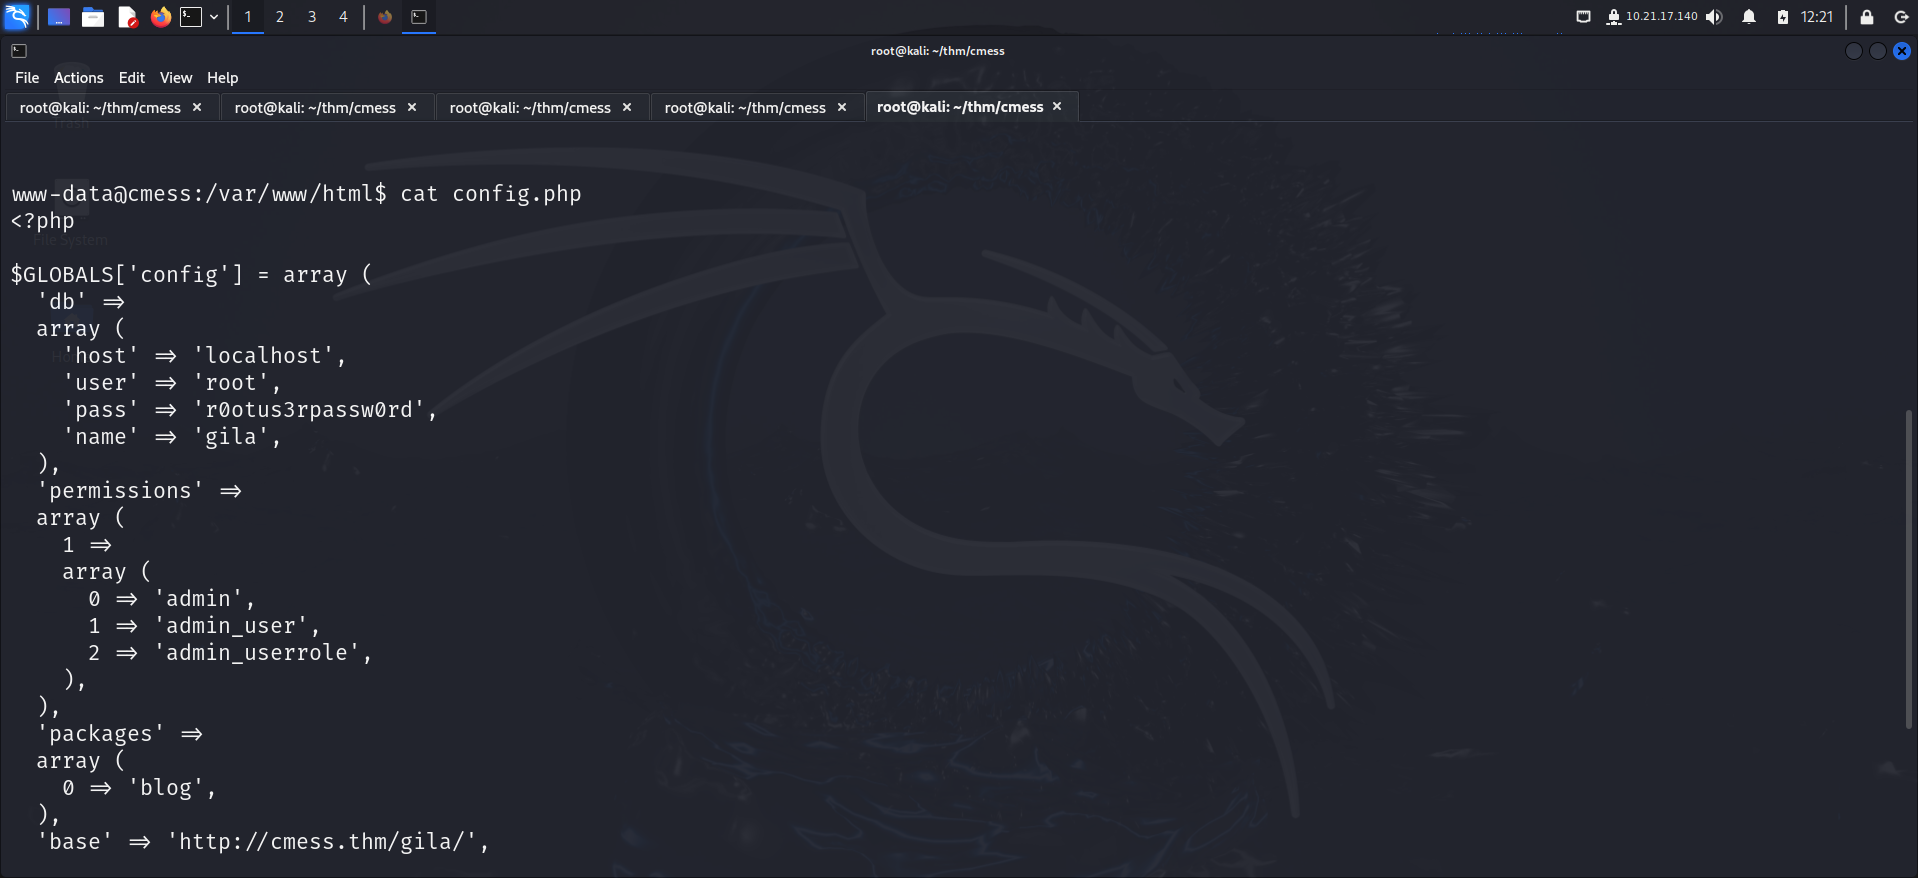 1 2 3 4 10.21.17.140 12:21
root@kali: ~/thm/cmess
File Actions Edit View Help
root@kali: ~/thm/cmess root@kali: ~/thm/cmess root@kali: ~/thm/cmess root@kali: ~/thm/cmess root@kali: ~/thm/cmess
Trash
www-data@cmess:/var/www/html$ cat config.php
<?php
File System
$GLOBALS['config'] = array (
'db' =>
array (
'host' => 'localhost',
'user' => 'root',
'pass' => 'r0otus3rpassw0rd',
'name' => 'gila',
),
'permissions' =>
array (
1 =>
array (
0 => 'admin',
1 => 'admin_user',
2 => 'admin_userrole',
),
),
'packages' =>
array (
0 => 'blog',
),
'base' => 'http://cmess.thm/gila/',